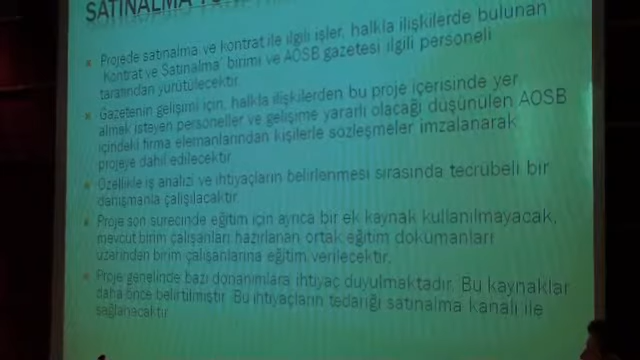 SATINALMA
Projede satınalma ve kontrat ile ilgili işler, halkla ilişkilerde bulunan
Kontrat ve Satınalma birimi ve AOSB gazetesi ilgili personeli
tarafından yürütülecektir.
Gazetenin gelişimi için, halkla ilişkilerden bu proje içerisinde yer
almak isteyen personeller ve gelişime yararlı olacağı düşünülen AOSB
içindeki firma elemanlarından kişilerle sözleşmeler imzalanarak
projeye dahil edilecektir.
Özellikle iş analizi ve ihtiyaçların belirlenmesi sırasında tecrübeli bir
danışmanla çalışılacaktır.
Proje son sürecinde eğitim için ayrıca bir ek kaynak kullanılmayacak,
mevcut birim çalışanları hazırlanan ortak eğitim dokümanları
üzerinden birim çalışanlarına eğitim verilecektir.
Proje genelinde bazı donanımlara ihtiyaç duyulmaktadır. Bu kaynaklar
daha önce belirtilmiştir. Bu ihtiyaçların tedariği satınalma kanalı ile
sağlanacaktır.